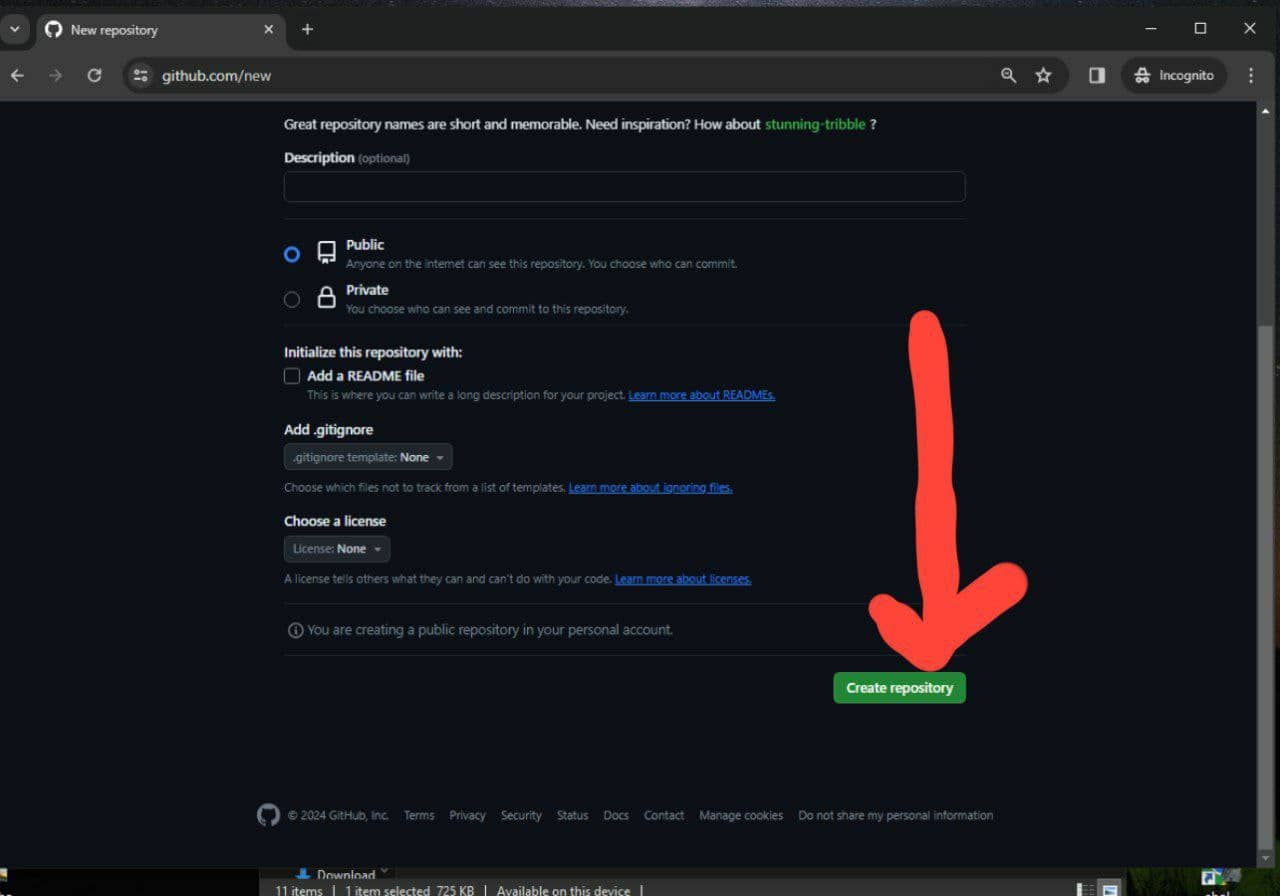 New repository
github.com/new
Incognito
Great repository names are short and memorable. Need inspiration? How about stunning-tribble ?
Description (optional)
Public
Anyone on the internet can see this repository. You choose who can commit.
Private
You choose who can see and commit to this repository.
Initialize this repository with:
Add a README file
This is where you can write a long description for your project. Learn more about READMEs.
Add .gitignore
.gitignore template: None
Choose which files not to track from a list of templates. Learn more about ignoring files.
Choose a license
License: None
A license tells others what they can and can't do with your code. Learn more about licenses.
You are creating a public repository in your personal account.
Create repository
© 2024 GitHub, Inc. Terms Privacy Security Status Docs Contact Manage cookies Do not share my personal information
Download
11 items | 1 item selected 725 KB | Available on this device |